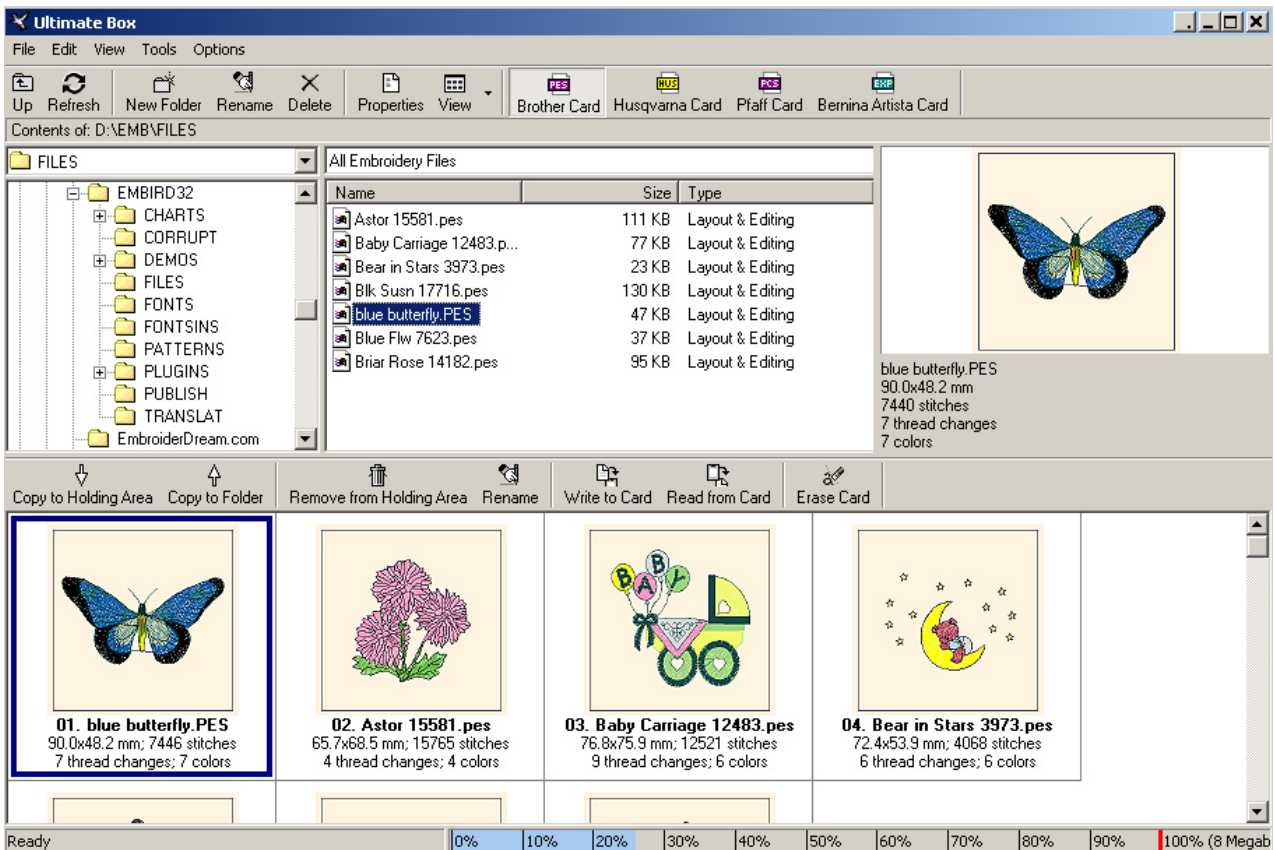 Ultimate Box
File Edit View Tools Options
Up Refresh New Folder Rename Delete Properties View Brother Card Husqvarna Card Pfaff Card Bernina Artista Card
PES HUS PCS EXP
Contents of: D:\EMB\FILES
FILES
All Embroidery Files
EMBIRD32
CHARTS
CORRUPT
DEMOS
FILES
FONTS
FONTSINS
PATTERNS
PLUGINS
PUBLISH
TRANSLAT
EmbroiderDream.com
Name Size Type
Astor 15581.pes 111 KB Layout & Editing
Baby Carriage 12483.p... 77 KB Layout & Editing
Bear in Stars 3973.pes 23 KB Layout & Editing
Blk Susn 17716.pes 130 KB Layout & Editing
blue butterfly.PES 47 KB Layout & Editing
Blue Flw 7623.pes 37 KB Layout & Editing
Briar Rose 14182.pes 95 KB Layout & Editing
blue butterfly.PES
90.0x48.2 mm
7440 stitches
7 thread changes
7 colors
Copy to Holding Area Copy to Folder Remove from Holding Area Rename Write to Card Read from Card Erase Card
BABY
01. blue butterfly.PES
90.0x48.2 mm; 7446 stitches
7 thread changes; 7 colors
02. Astor 15581.pes
65.7x68.5 mm; 15765 stitches
4 thread changes; 4 colors
03. Baby Carriage 12483.pes
76.8x75.9 mm; 12521 stitches
9 thread changes; 6 colors
04. Bear in Stars 3973.pes
72.4x53.9 mm; 4068 stitches
6 thread changes; 6 colors
Ready 0% 10% 20% 30% 40% 50% 60% 70% 80% 90% 100% (8 Megab